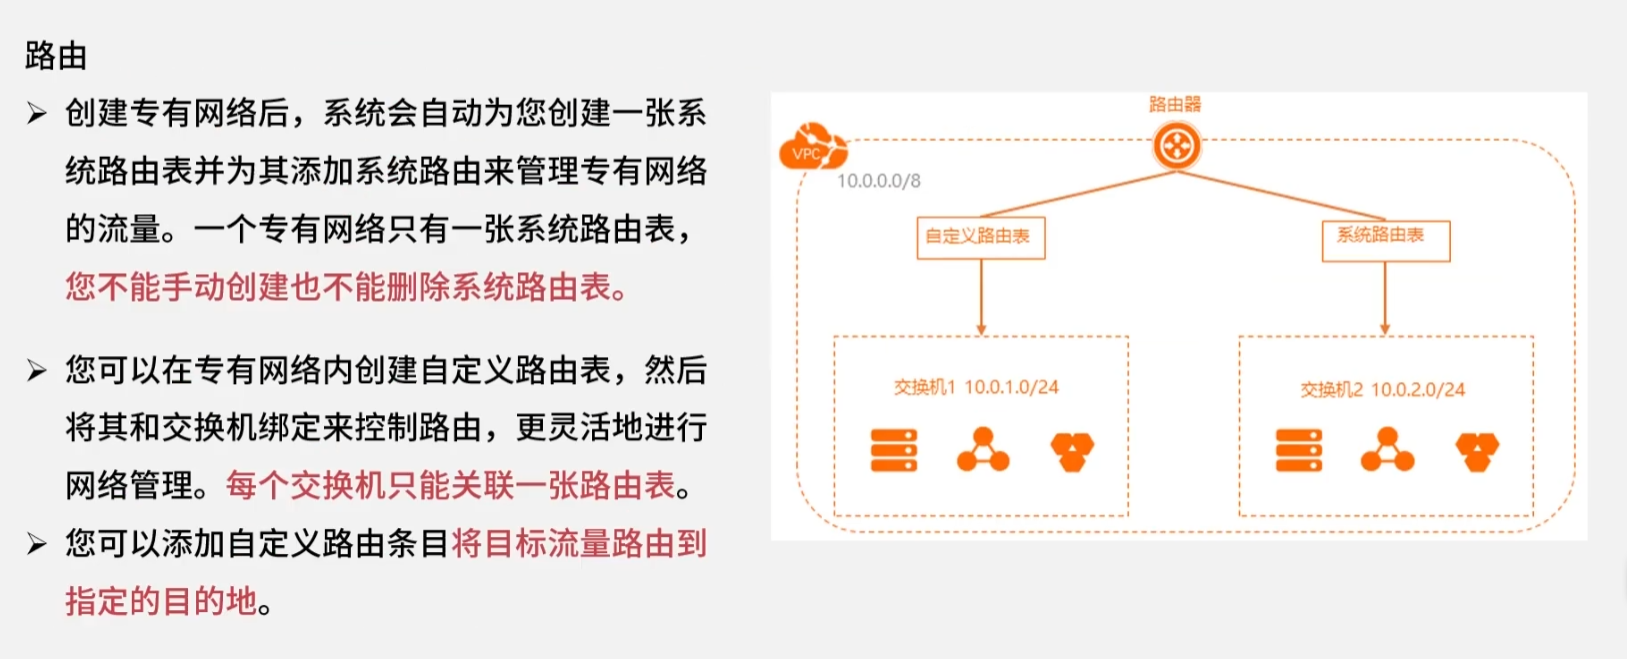 路由
创建专有网络后，系统会自动为您创建一张系
统路由表并为其添加系统路由来管理专有网络
的流量。一个专有网络只有一张系统路由表，
您不能手动创建也不能删除系统路由表。
您可以在专有网络内创建自定义路由表，然后
将其和交换机绑定来控制路由，更灵活地进行
网络管理。每个交换机只能关联一张路由表。
您可以添加自定义路由条目将目标流量路由到
指定的目的地。
路由器
VPC
10.0.0.0/8
自定义路由表
系统路由表
交换机1 10.0.1.0/24
交换机2 10.0.2.0/24